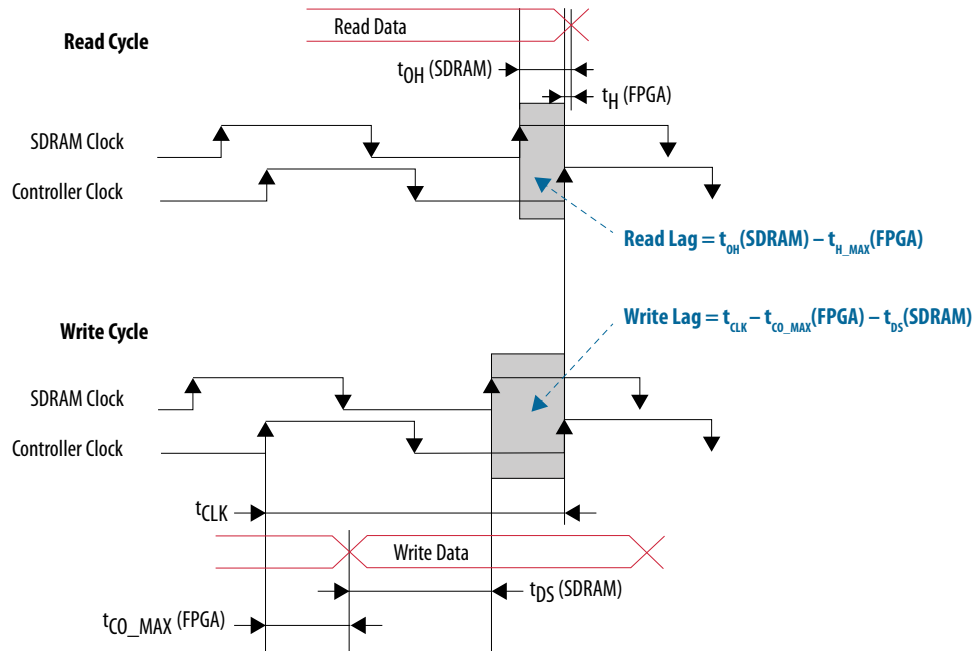 Read Data
Read Cycle
tOH (SDRAM)
tH (FPGA)
SDRAM Clock
Controller Clock
Read Lag = tOH(SDRAM) – tH_MAX(FPGA)
Write Lag = tCLK – tCO_MAX(FPGA) – tDS(SDRAM)
Write Cycle
SDRAM Clock
Controller Clock
tCLK
Write Data
tDS (SDRAM)
tCO_MAX (FPGA)